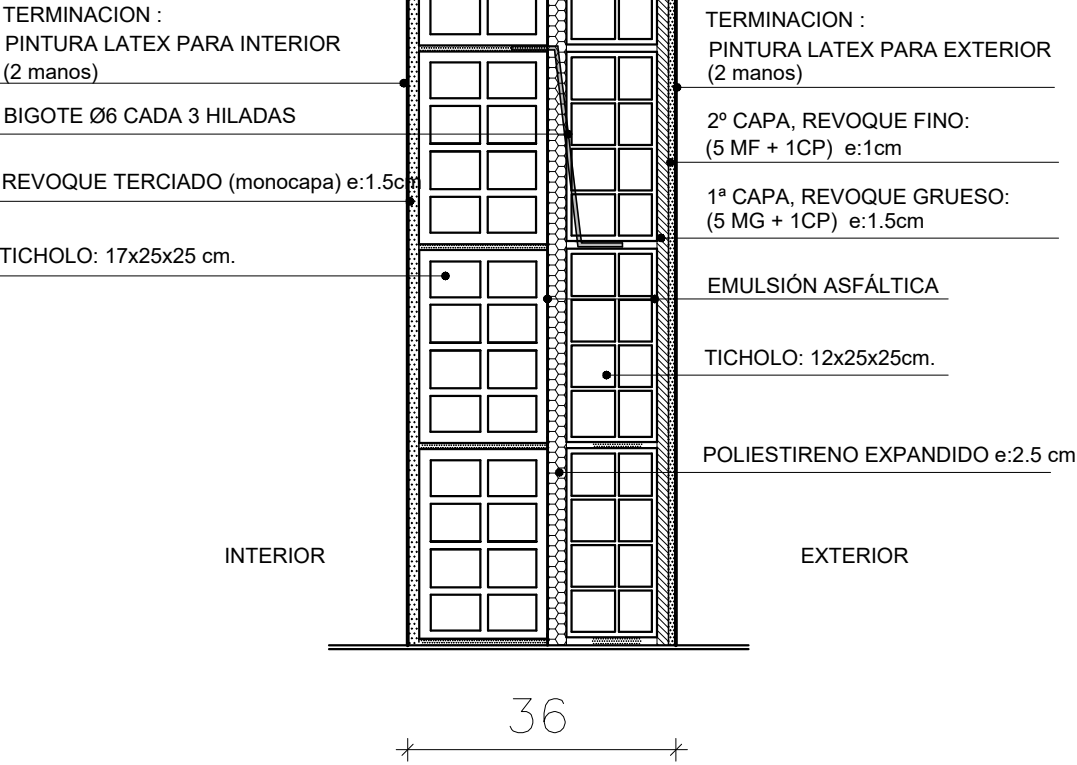 TERMINACION :
PINTURA LATEX PARA INTERIOR
(2 manos)
BIGOTE Ø6 CADA 3 HILADAS
REVOQUE TERCIADO (monocapa) e:1.5cm
TICHOLO: 17x25x25 cm.
INTERIOR
TERMINACION :
PINTURA LATEX PARA EXTERIOR
(2 manos)
2º CAPA, REVOQUE FINO:
(5 MF + 1CP) e:1cm
1ª CAPA, REVOQUE GRUESO:
(5 MG + 1CP) e:1.5cm
EMULSIÓN ASFÁLTICA
TICHOLO: 12x25x25cm.
POLIESTIRENO EXPANDIDO e:2.5 cm
EXTERIOR
36